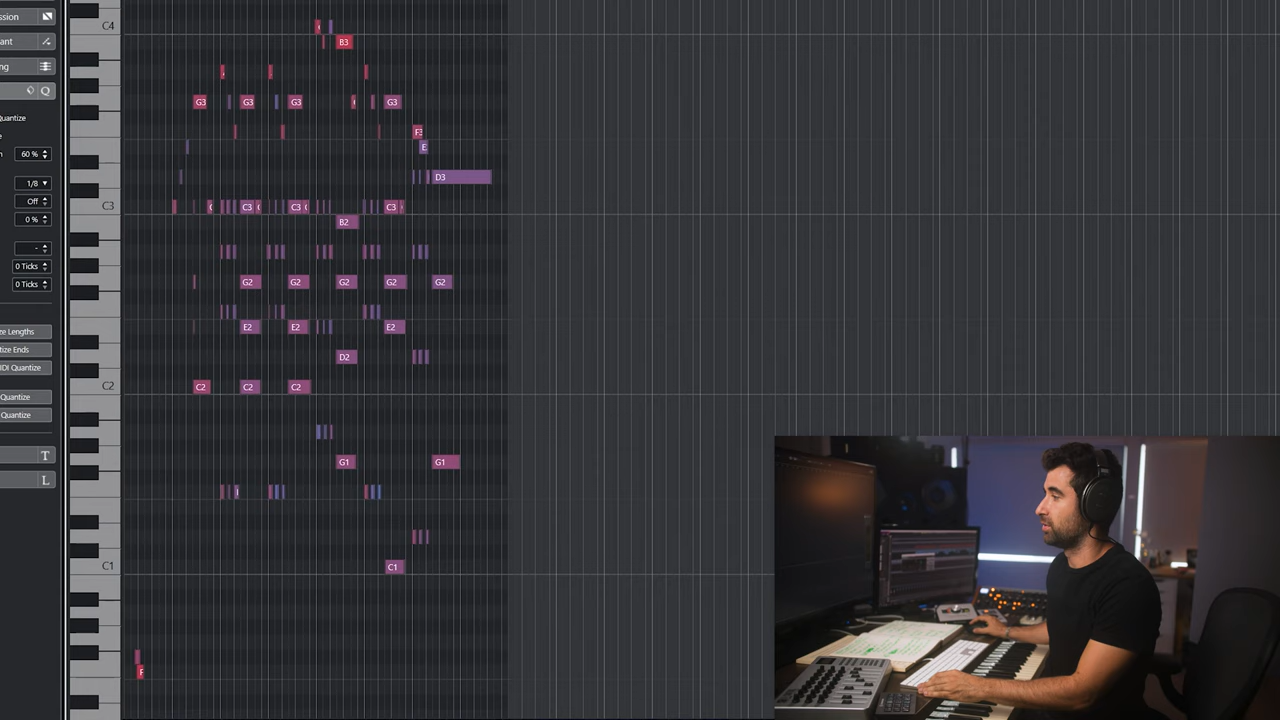 ssion
ant
ng
Q
Quantize
e
n 60 %
1/8
Off
0 %
-
0 Ticks
0 Ticks
ze Lengths
tize Ends
IDI Quantize
Quantize
Quantize
T
L
C4
B3
G3 G3 G3 G3
F3
E
D3
C3
C3 C3 C3
B2
G2 G2 G2 G2 G2
E2 E2 E2
D2
C2
C2 C2 C2
G1 G1
C1
C1